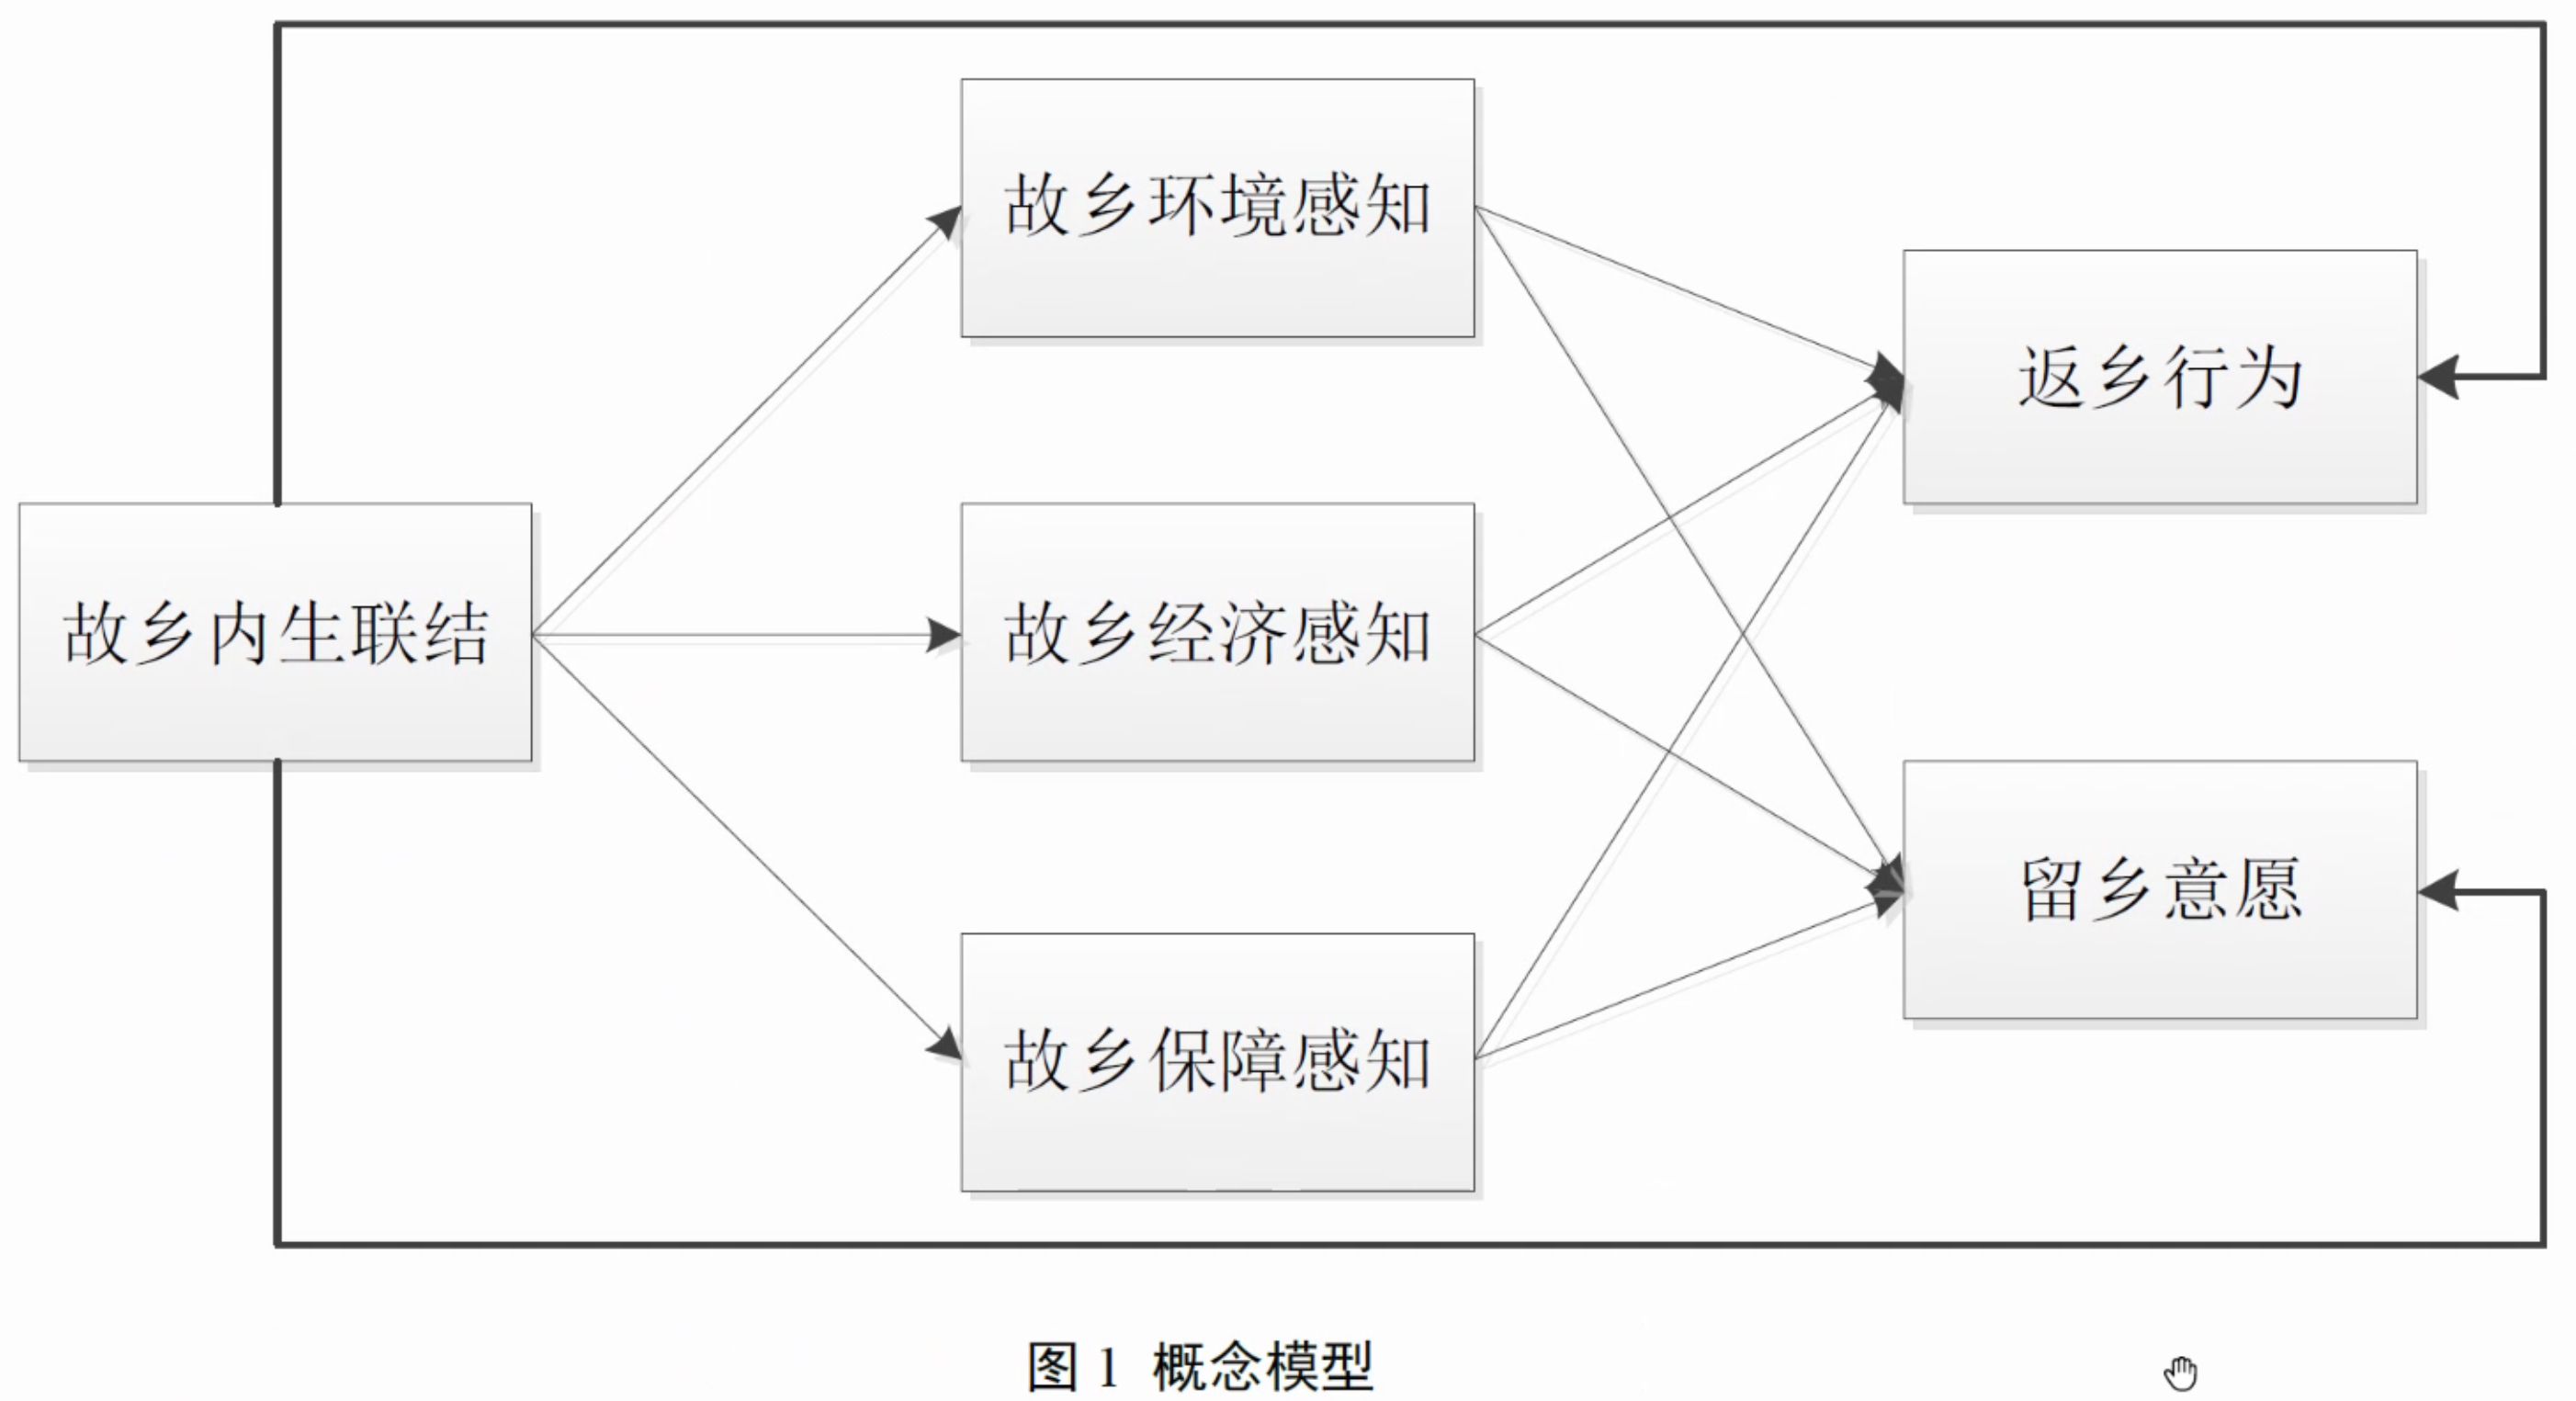 故乡环境感知
返乡行为
故乡内生联结
故乡经济感知
留乡意愿
故乡保障感知
图 1 概念模型